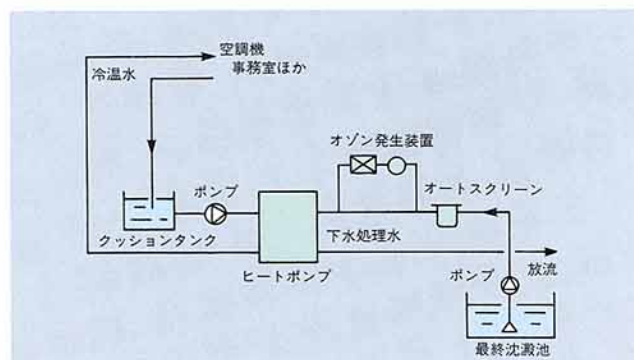 空調機
事務室ほか
冷温水
オゾン発生装置
オートスクリーン
ポンプ
クッションタンク
下水処理水
ヒートポンプ
放流
ポンプ
最終沈澱池